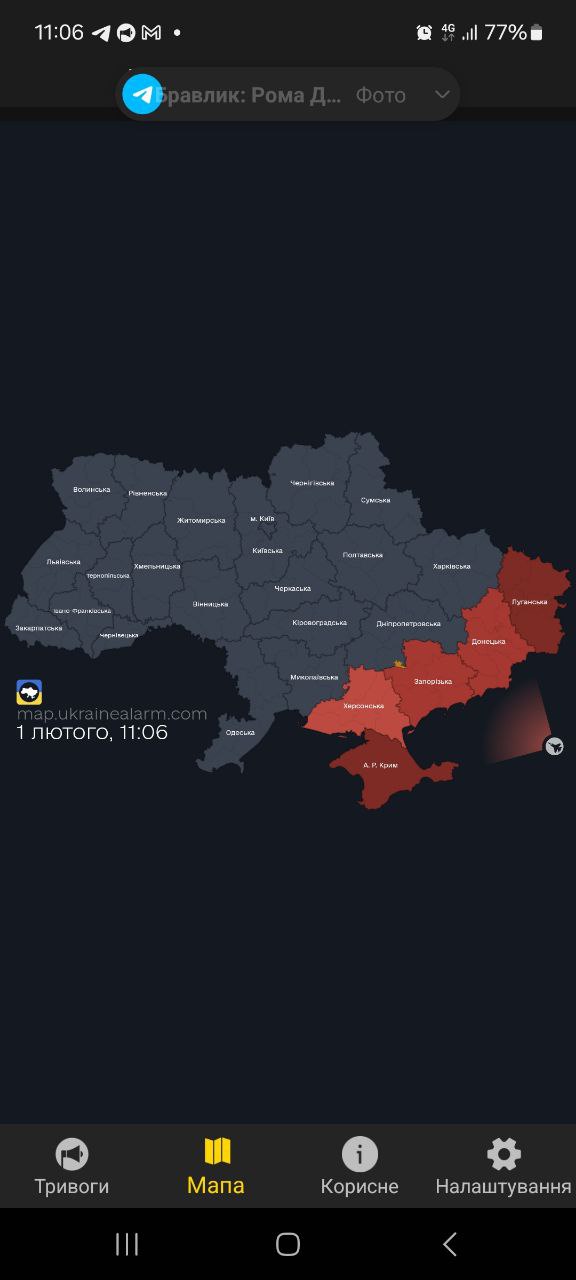 11:06
4G
77%
Бравлик: Рома Д... Фото
Волинська
Рівненська
Чернігівська
Сумська
Житомирська
м. Київ
Київська
Полтавська
Харківська
Львівська
Тернопільська
Хмельницька
Черкаська
Луганська
Івано-Франківська
Вінницька
Кіровоградська
Дніпропетровська
Закарпатська
Чернівецька
Донецька
Миколаївська
Запорізька
Херсонська
Одеська
А. Р. Крим
map.ukrainealarm.com
1 лютого, 11:06
Тривоги
Мапа
Корисне
Налаштування